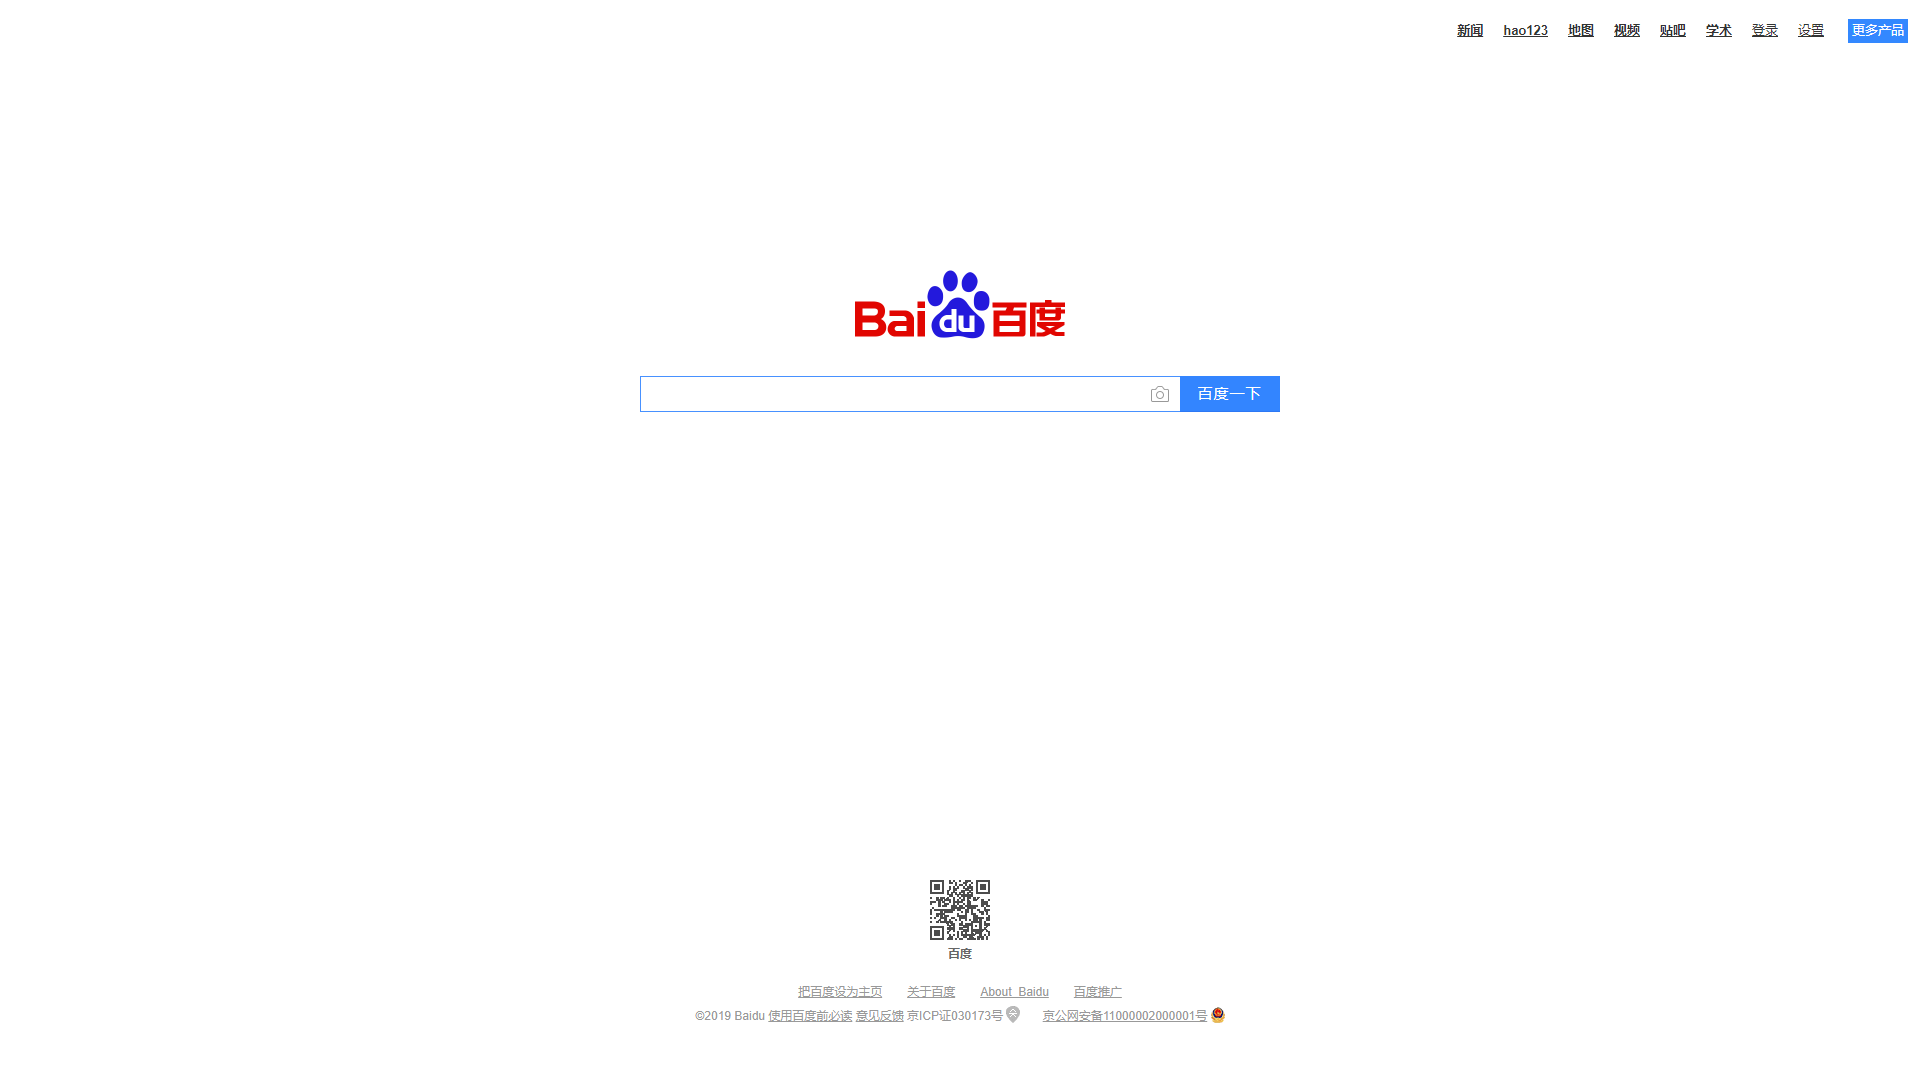 新闻 hao123 地图 视频 贴吧 学术 登录 设置 更多产品
Bai du 百度
百度一下
百度
把百度设为主页 关于百度 About Baidu 百度推广
©2019 Baidu 使用百度前必读 意见反馈 京ICP证030173号 京公网安备11000002000001号